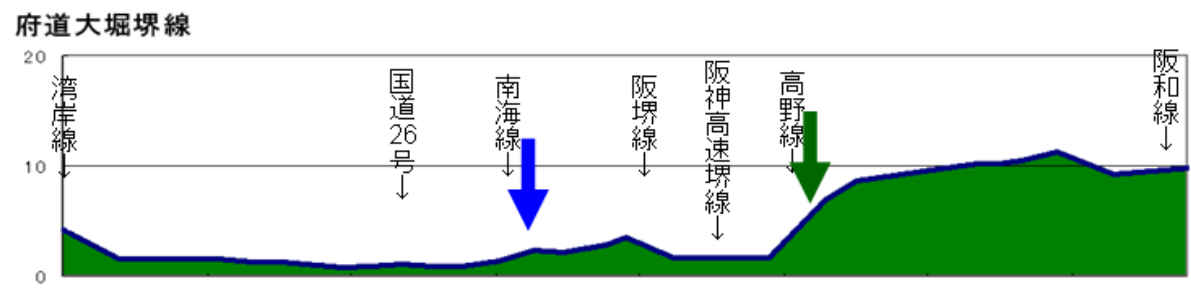 府道大堀堺線
20
10
0
湾岸線→
国道26号→
南海線→
阪堺線→
阪神高速堺線→
高野線→
阪和線→